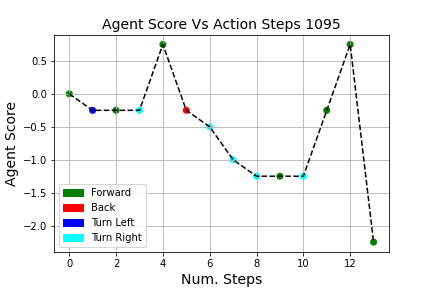 Agent Score Vs Action Steps 1095
Agent Score
0.5
0.0
−0.5
−1.0
−1.5
−2.0
Forward
Back
Turn Left
Turn Right
0 2 4 6 8 10 12
Num. Steps